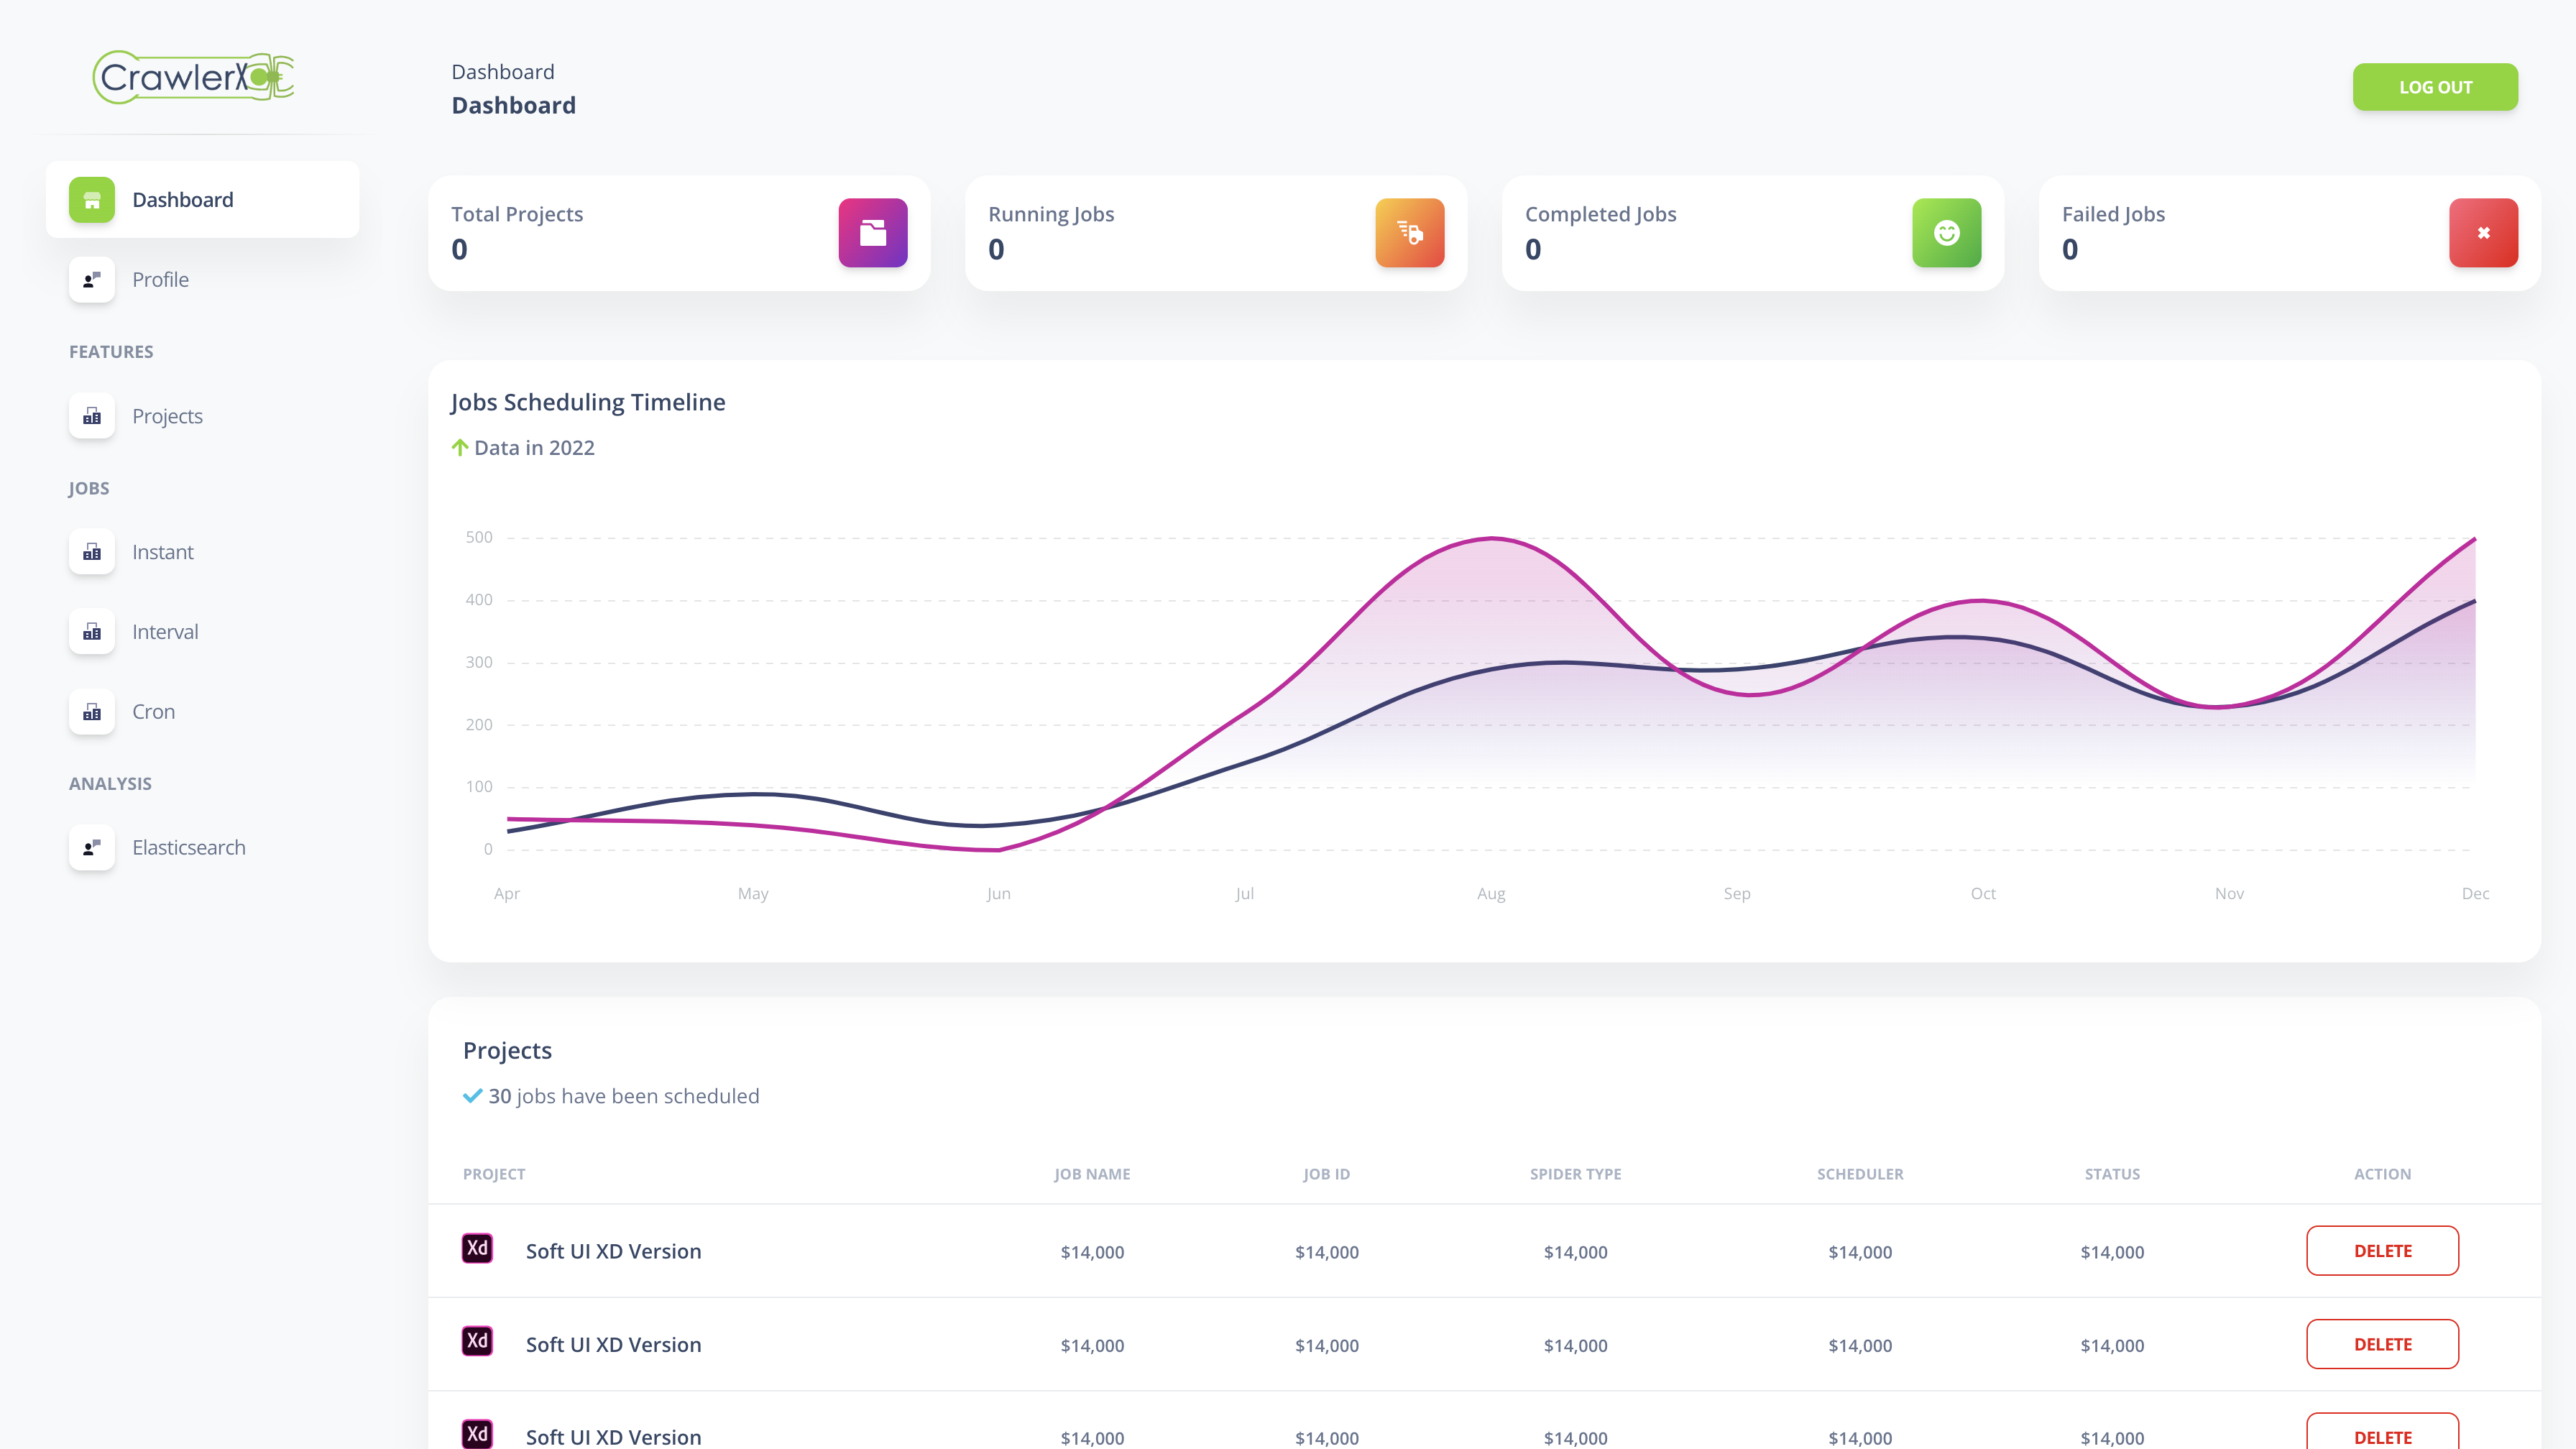 CrawlerX
Dashboard
Profile
FEATURES
Projects
JOBS
Instant
Interval
Cron
ANALYSIS
Elasticsearch
Dashboard
Dashboard
LOG OUT
Total Projects
0
Running Jobs
0
Completed Jobs
0
Failed Jobs
0
Jobs Scheduling Timeline
Data in 2022
500
400
300
200
100
0
Apr May Jun Jul Aug Sep Oct Nov Dec
Projects
30 jobs have been scheduled
PROJECT JOB NAME JOB ID SPIDER TYPE SCHEDULER STATUS ACTION
Xd Soft UI XD Version $14,000 $14,000 $14,000 $14,000 $14,000 DELETE
Xd Soft UI XD Version $14,000 $14,000 $14,000 $14,000 $14,000 DELETE
Xd Soft UI XD Version $14,000 $14,000 $14,000 $14,000 $14,000 DELETE